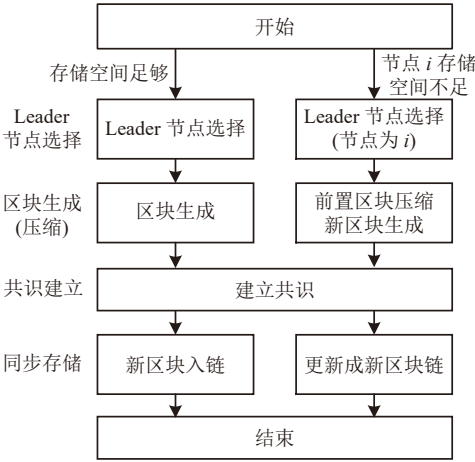 开始
存储空间足够
节点 i 存储
空间不足
Leader
节点选择
Leader 节点选择
Leader 节点选择
(节点为 i)
区块生成
(压缩)
区块生成
前置区块压缩
新区块生成
共识建立
建立共识
同步存储
新区块入链
更新成新区块链
结束